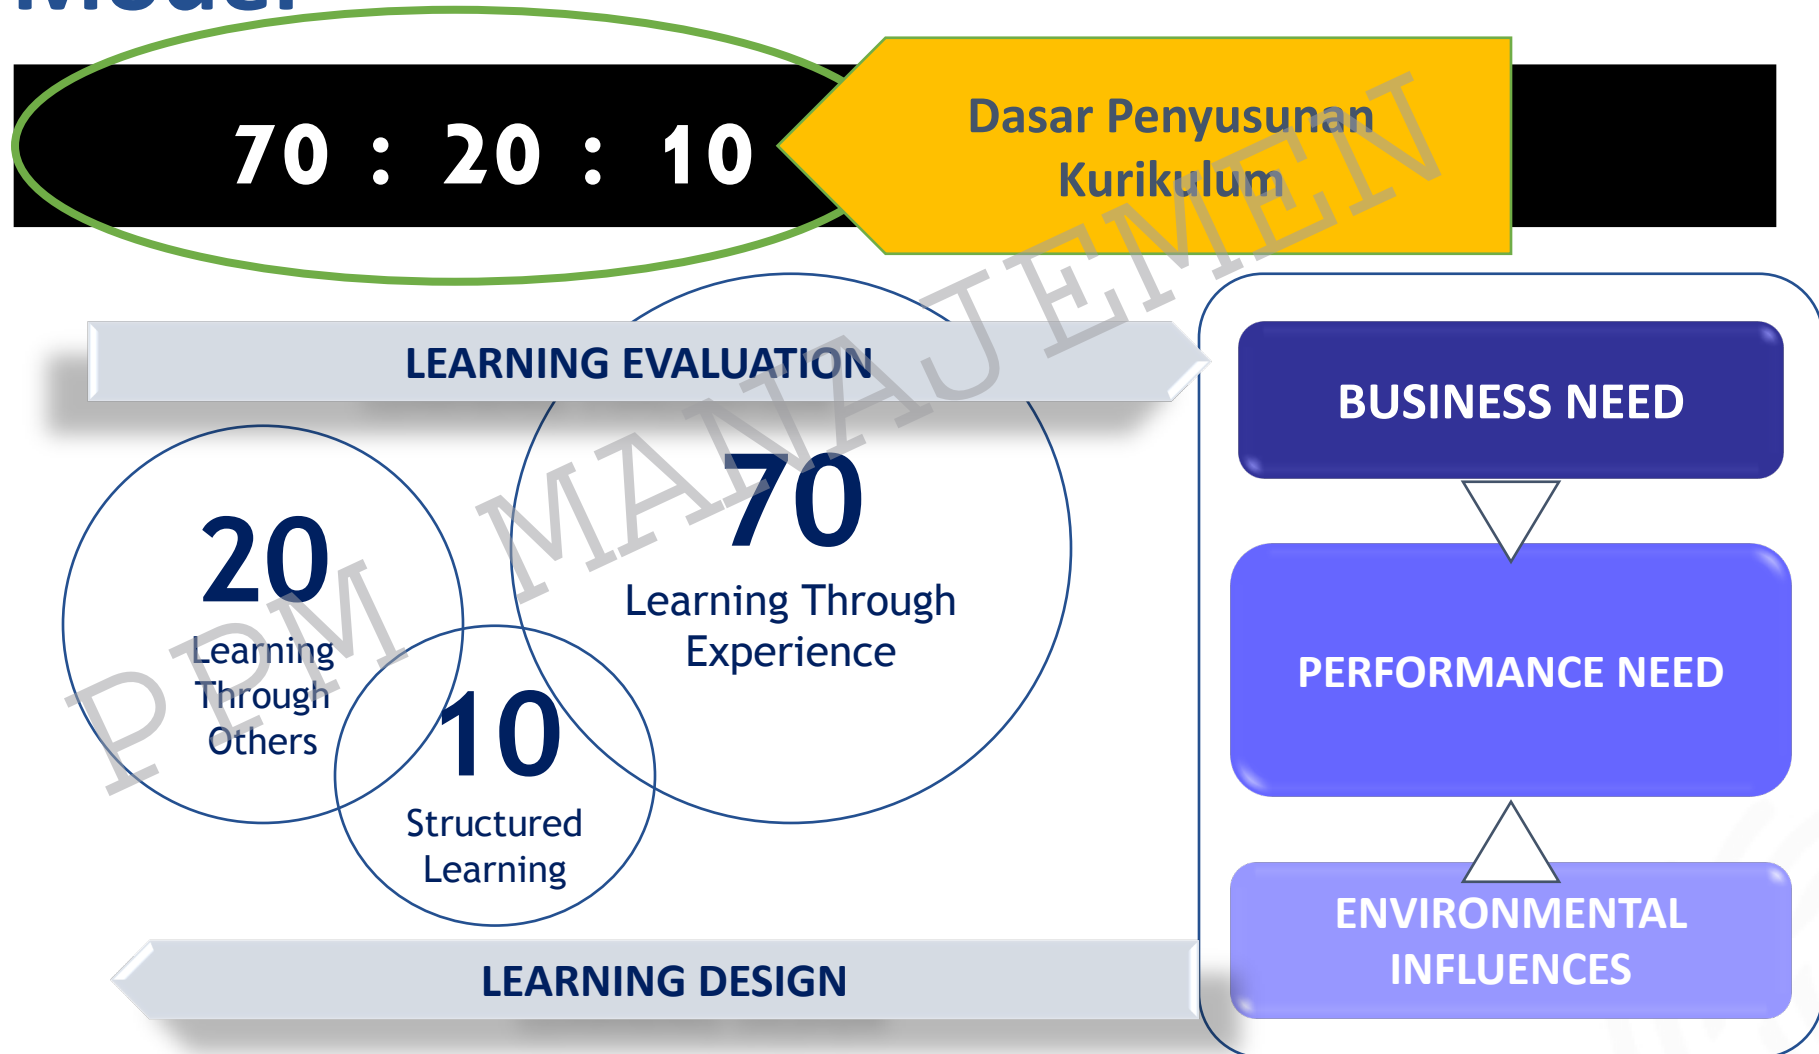 Model
70 : 20 : 10
Dasar Penyusunan
Kurikulum
LEARNING EVALUATION
20
Learning
Through
Others
10
Structured
Learning
70
Learning Through
Experience
LEARNING DESIGN
BUSINESS NEED
PERFORMANCE NEED
ENVIRONMENTAL
INFLUENCES
PPM MANAJEMEN